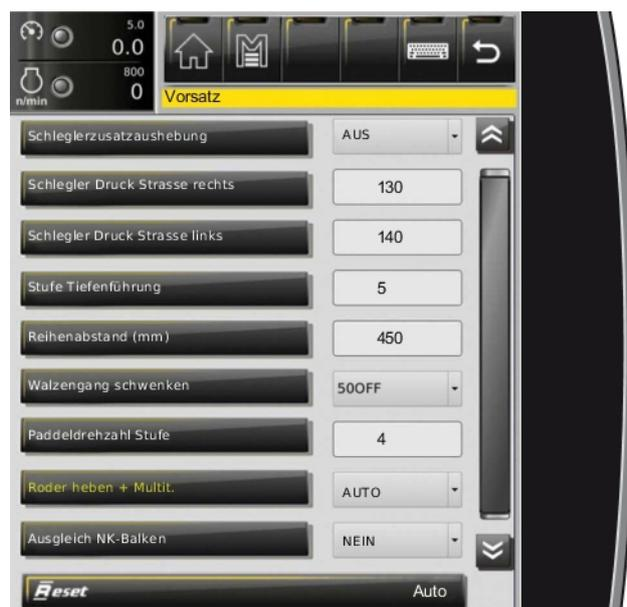 5.0
0.0
800
n/min 0
Vorsatz
Schleglerzusatzaushebung AUS
Schlegler Druck Strasse rechts 130
Schlegler Druck Strasse links 140
Stufe Tiefenführung 5
Reihenabstand (mm) 450
Walzengang schwenken 50OFF
Paddeldrehzahl Stufe 4
Roder heben + Multit. AUTO
Ausgleich NK-Balken NEIN
Reset Auto